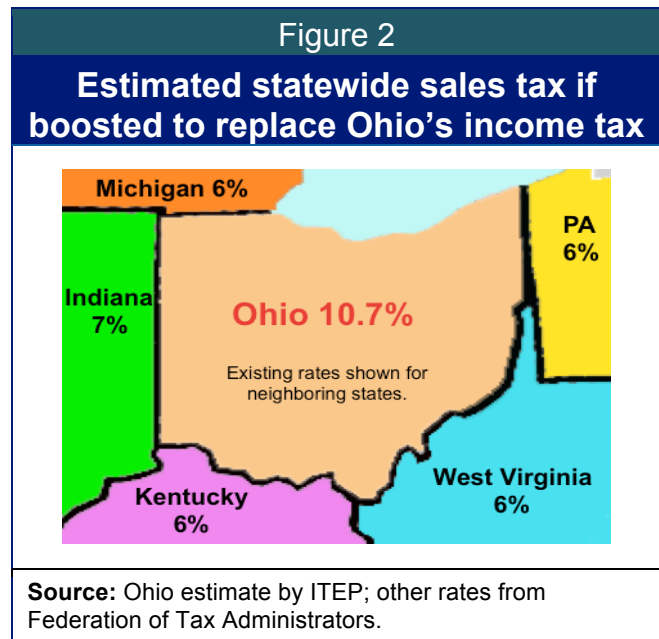 Figure 2
Estimated statewide sales tax if
boosted to replace Ohio’s income tax
Michigan 6%
PA
6%
Indiana
7%
Ohio 10.7%
Existing rates shown for
neighboring states.
West Virginia
6%
Kentucky
6%
Source: Ohio estimate by ITEP; other rates from
Federation of Tax Administrators.